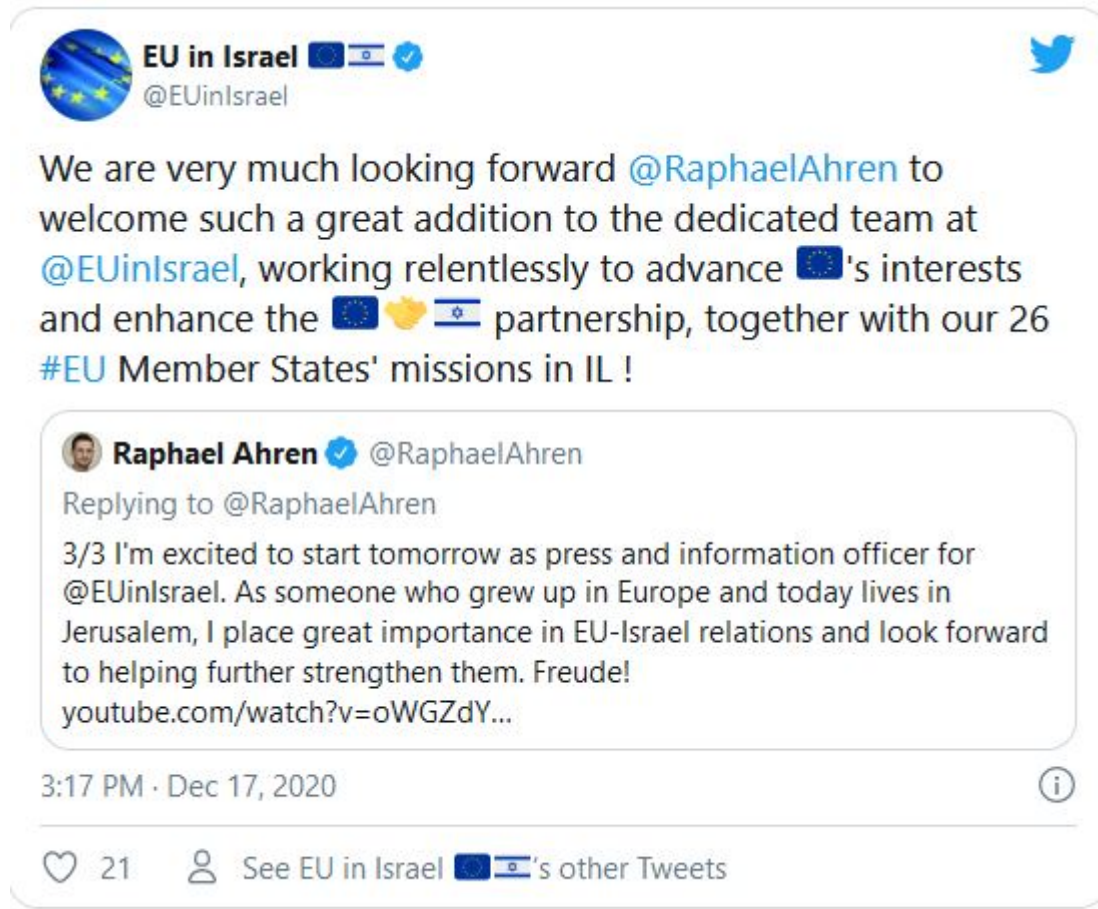 EU in Israel 🇪🇺🇮🇱
@EUinIsrael
We are very much looking forward @RaphaelAhren to
welcome such a great addition to the dedicated team at
@EUinIsrael, working relentlessly to advance 🇪🇺's interests
and enhance the 🇪🇺🤝🇮🇱 partnership, together with our 26
#EU Member States' missions in IL !
Raphael Ahren @RaphaelAhren
Replying to @RaphaelAhren
3/3 I'm excited to start tomorrow as press and information officer for
@EUinIsrael. As someone who grew up in Europe and today lives in
Jerusalem, I place great importance in EU-Israel relations and look forward
to helping further strengthen them. Freude!
youtube.com/watch?v=oWGZdY...
3:17 PM · Dec 17, 2020
21 See EU in Israel 🇪🇺🇮🇱's other Tweets